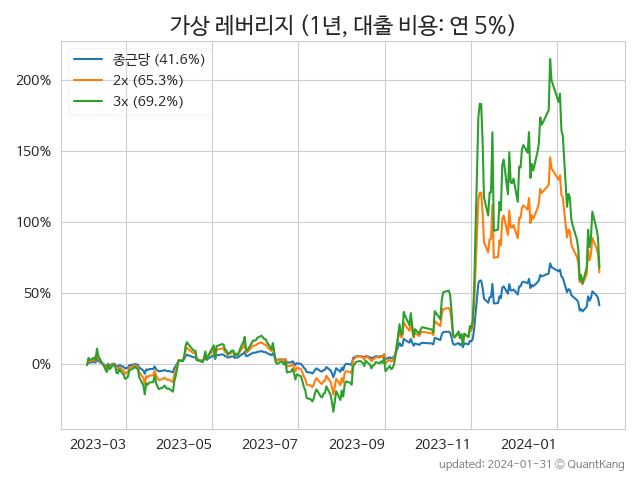 가상 레버리지 (1년, 대출 비용: 연 5%)
종근당 (41.6%)
2x (65.3%)
3x (69.2%)
200%
150%
100%
50%
0%
2023-03 2023-05 2023-07 2023-09 2023-11 2024-01
updated: 2024-01-31 © QuantKang